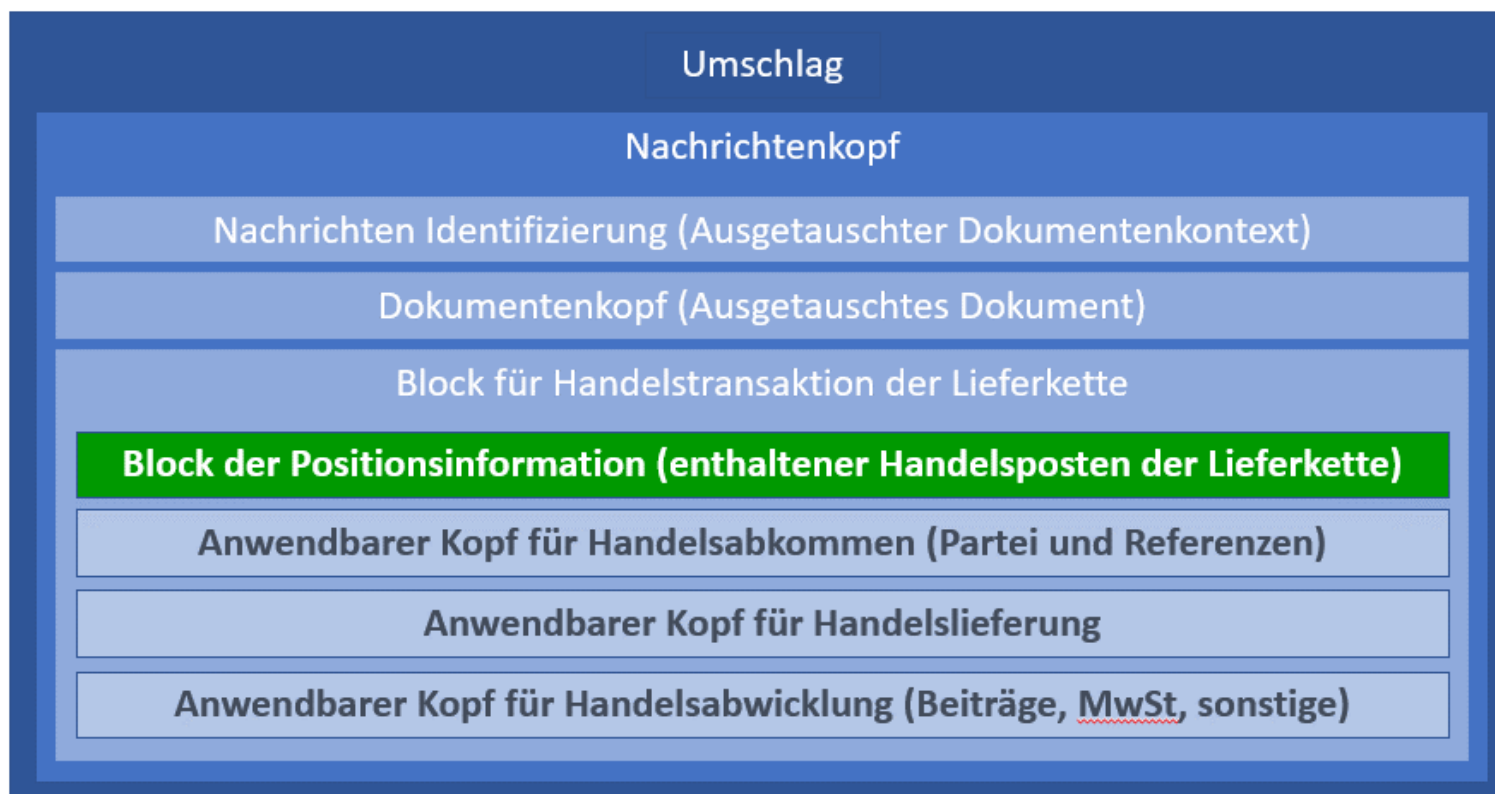 Umschlag
Nachrichtenkopf
Nachrichten Identifizierung (Ausgetauschter Dokumentenkontext)
Dokumentenkopf (Ausgetauschtes Dokument)
Block für Handelstransaktion der Lieferkette
Block der Positionsinformation (enthaltener Handelsposten der Lieferkette)
Anwendbarer Kopf für Handelsabkommen (Partei und Referenzen)
Anwendbarer Kopf für Handelslieferung
Anwendbarer Kopf für Handelsabwicklung (Beiträge, MwSt, sonstige)